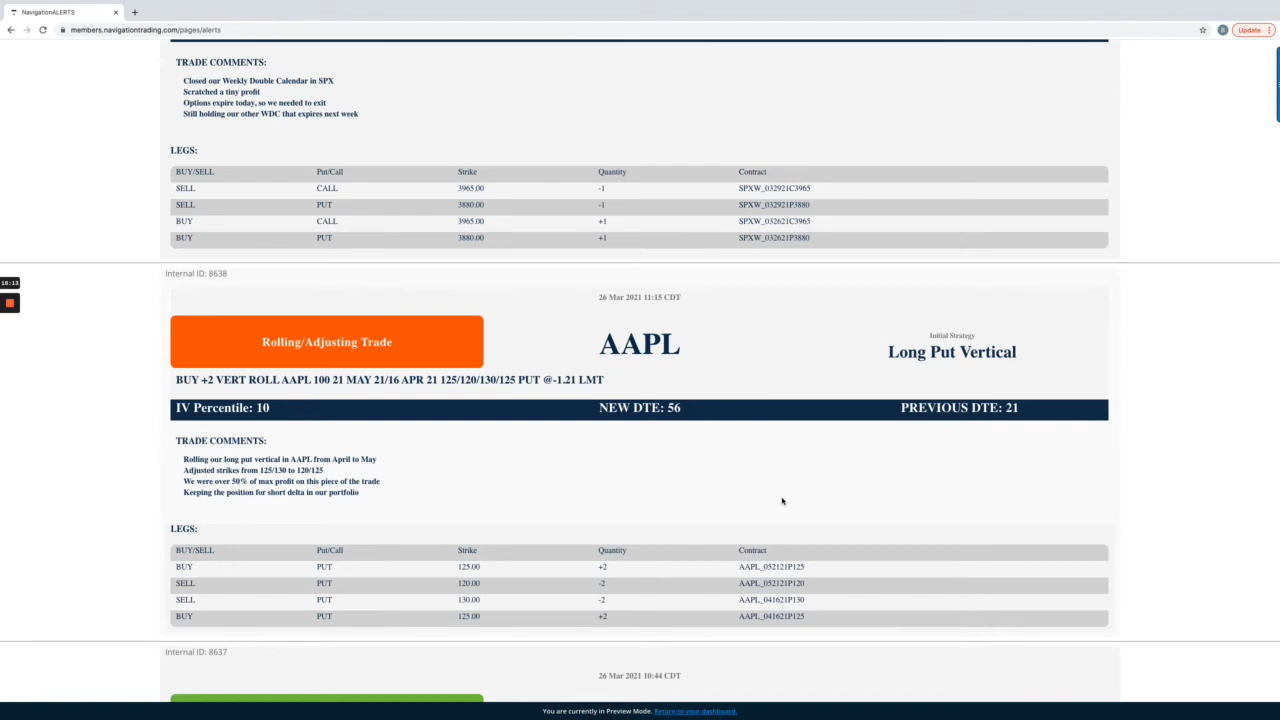 NavigationALERTS
members.navigationtrading.com/pages/alerts
B
Update
TRADE COMMENTS:
Closed our Weekly Double Calendar in SPX
Scratched a tiny profit
Options expire today, so we needed to exit
Still holding our other WDC that expires next week
LEGS:
BUY/SELL Put/Call Strike Quantity Contract
SELL CALL 3965.00 -1 SPXW_032921C3965
SELL PUT 3880.00 -1 SPXW_032921P3880
BUY CALL 3965.00 +1 SPXW_032621C3965
BUY PUT 3880.00 +1 SPXW_032621P3880
Internal ID: 8638
18:13
26 Mar 2021 11:15 CDT
Rolling/Adjusting Trade
AAPL
Initial Strategy
Long Put Vertical
BUY +2 VERT ROLL AAPL 100 21 MAY 21/16 APR 21 125/120/130/125 PUT @-1.21 LMT
IV Percentile: 10 NEW DTE: 56 PREVIOUS DTE: 21
TRADE COMMENTS:
Rolling our long put vertical in AAPL from April to May
Adjusted strikes from 125/130 to 120/125
We were over 50% of max profit on this piece of the trade
Keeping the position for short delta in our portfolio
LEGS:
BUY/SELL Put/Call Strike Quantity Contract
BUY PUT 125.00 +2 AAPL_052121P125
SELL PUT 120.00 -2 AAPL_052121P120
SELL PUT 130.00 -2 AAPL_041621P130
BUY PUT 125.00 +2 AAPL_041621P125
Internal ID: 8637
26 Mar 2021 10:44 CDT
You are currently in Preview Mode. Return to your dashboard.